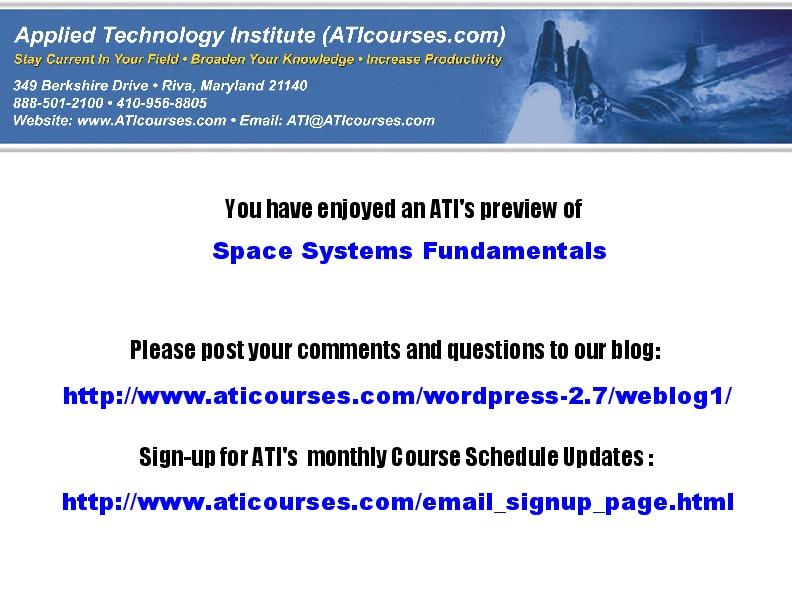 Applied Technology Institute (ATIcourses.com)
Stay Current In Your Field • Broaden Your Knowledge • Increase Productivity
349 Berkshire Drive • Riva, Maryland 21140
888-501-2100 • 410-956-8805
Website: www.ATIcourses.com • Email: ATI@ATIcourses.com
You have enjoyed an ATI's preview of
Space Systems Fundamentals
Please post your comments and questions to our blog:
http://www.aticourses.com/wordpress-2.7/weblog1/
Sign-up for ATI's monthly Course Schedule Updates :
http://www.aticourses.com/email_signup_page.html